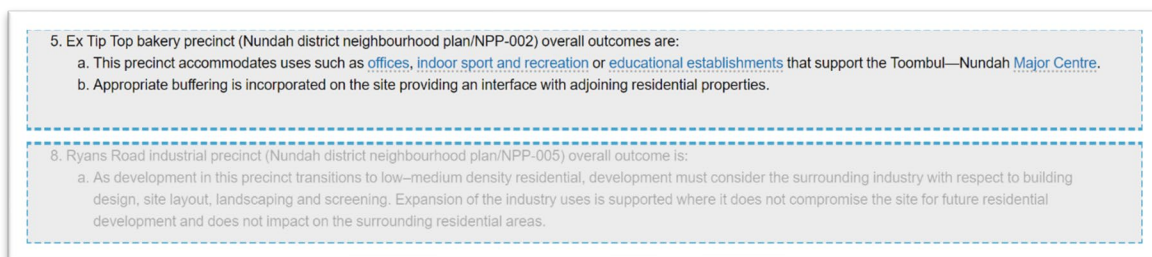 5. Ex Tip Top bakery precinct (Nundah district neighbourhood plan/NPP-002) overall outcomes are:
a. This precinct accommodates uses such as offices, indoor sport and recreation or educational establishments that support the Toombul—Nundah Major Centre.
b. Appropriate buffering is incorporated on the site providing an interface with adjoining residential properties.
8. Ryans Road industrial precinct (Nundah district neighbourhood plan/NPP-005) overall outcome is:
a. As development in this precinct transitions to low–medium density residential, development must consider the surrounding industry with respect to building
design, site layout, landscaping and screening. Expansion of the industry uses is supported where it does not compromise the site for future residential
development and does not impact on the surrounding residential areas.